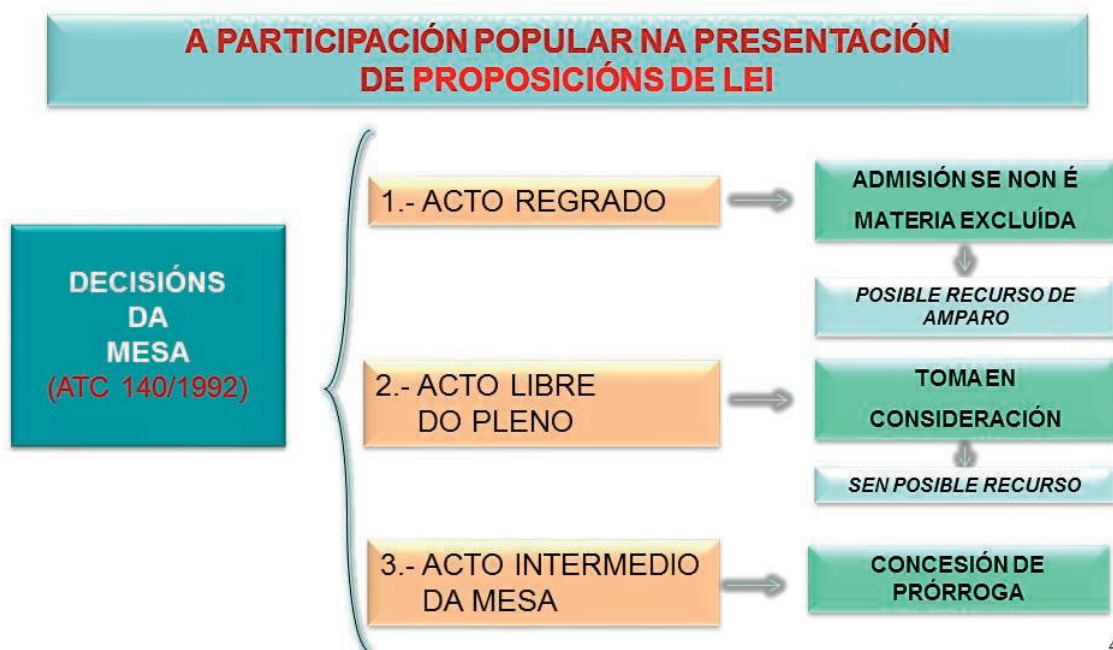 A PARTICIPACIÓN POPULAR NA PRESENTACIÓN
DE PROPOSICIÓNS DE LEI
DECISIÓNS
DA
MESA
(ATC 140/1992)
1.- ACTO REGRADO
ADMISIÓN SE NON É
MATERIA EXCLUÍDA
POSIBLE RECURSO DE
AMPARO
2.- ACTO LIBRE
DO PLENO
TOMA EN
CONSIDERACIÓN
SEN POSIBLE RECURSO
3.- ACTO INTERMEDIO
DA MESA
CONCESIÓN DE
PRÓRROGA